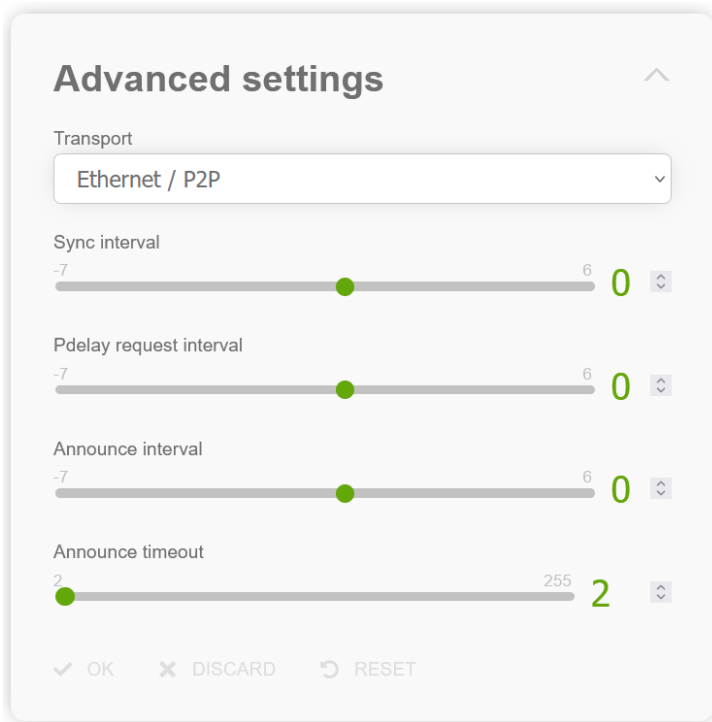 Advanced settings
Transport
Ethernet / P2P
Sync interval
-7 6 0
Pdelay request interval
-7 6 0
Announce interval
-7 6 0
Announce timeout
2 255 2
OK DISCARD RESET